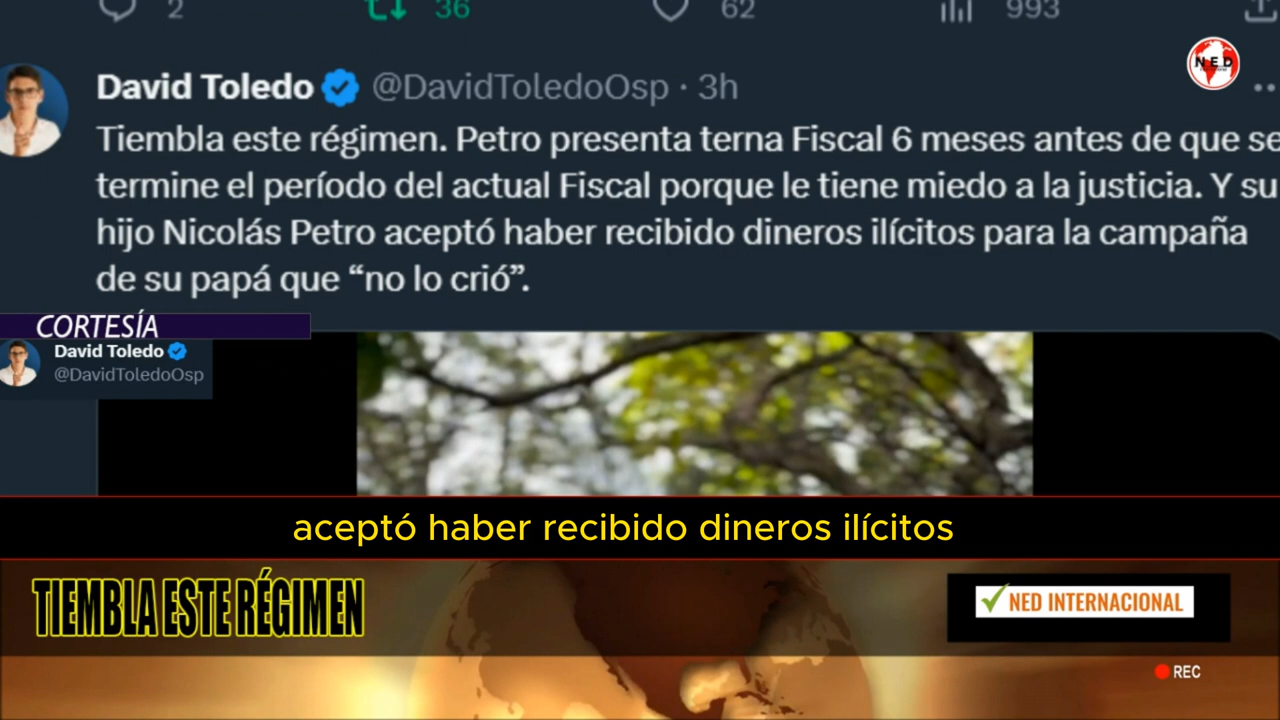 2 36 62 993
NED
David Toledo @DavidToledoOsp · 3h
Tiembla este régimen. Petro presenta terna Fiscal 6 meses antes de que se
termine el período del actual Fiscal porque le tiene miedo a la justicia. Y su
hijo Nicolás Petro aceptó haber recibido dineros ilícitos para la campaña
de su papá que “no lo crió”.
CORTESÍA
David Toledo
@DavidToledoOsp
aceptó haber recibido dineros ilícitos
TIEMBLA ESTE RÉGIMEN
NED INTERNACIONAL
REC